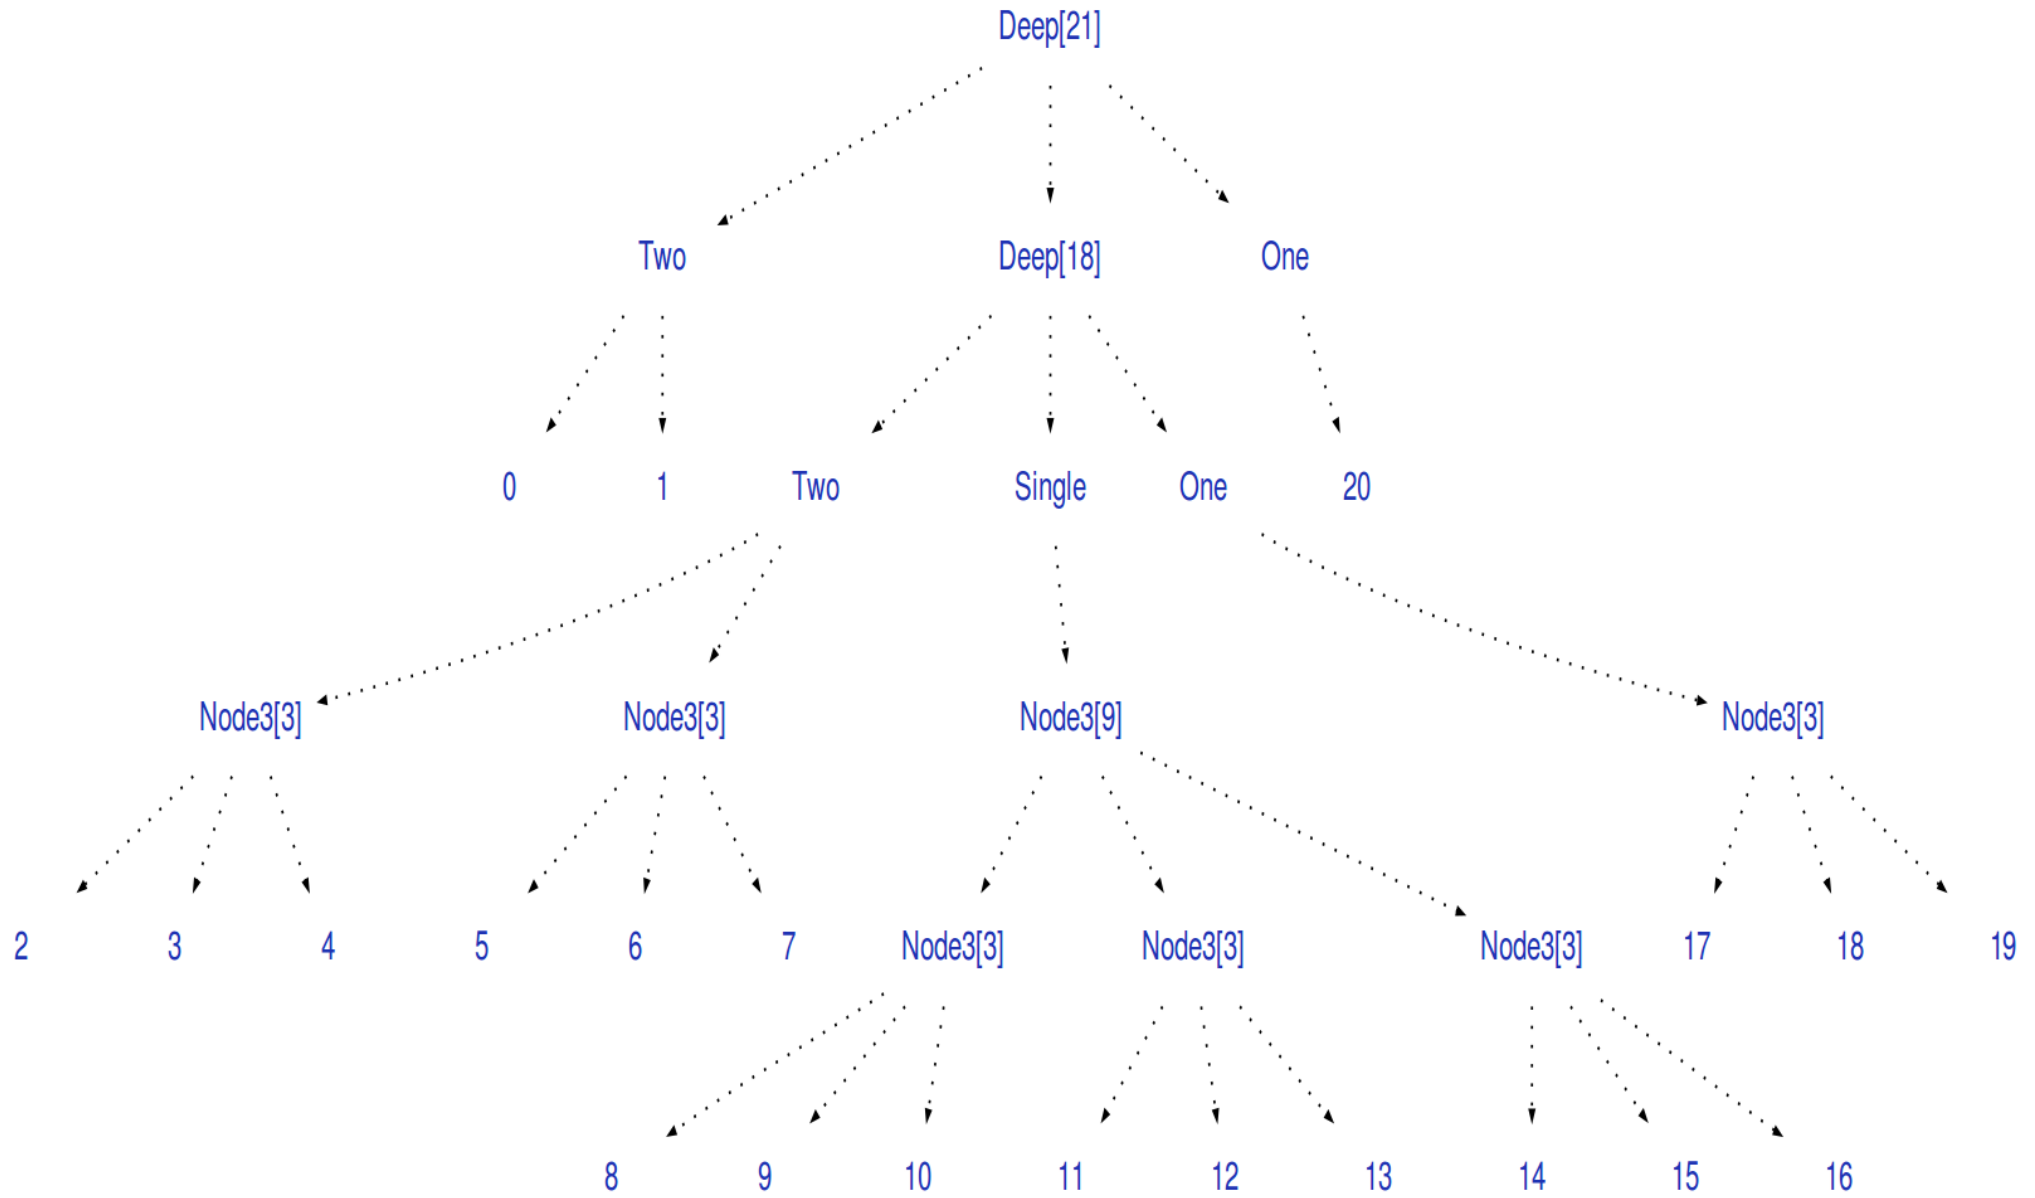 Deep[21]
Two Deep[18] One
0 1 Two Single One 20
Node3[3] Node3[3] Node3[9] Node3[3]
2 3 4 5 6 7 Node3[3] Node3[3] Node3[3] 17 18 19
8 9 10 11 12 13 14 15 16